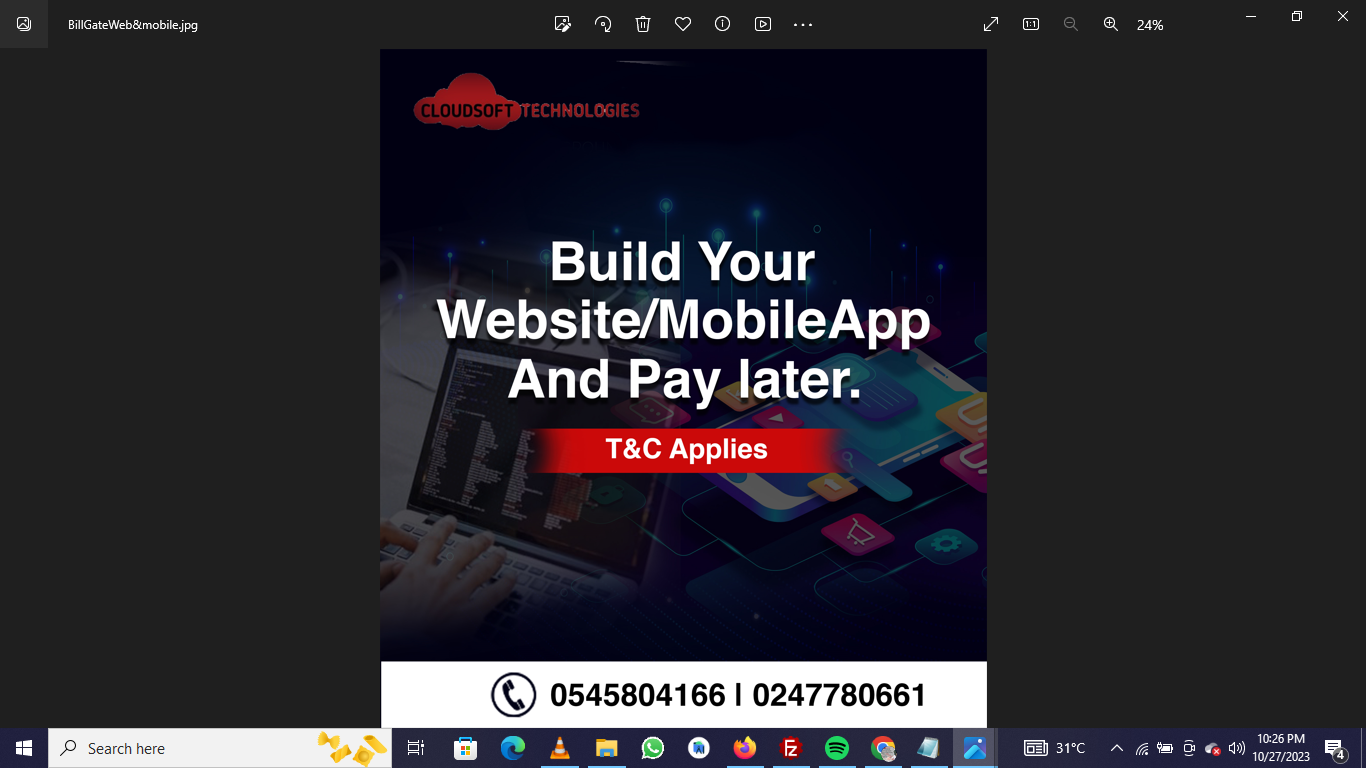 BillGateWeb&mobile.jpg
24%
CLOUDSOFT TECHNOLOGIES
Build Your
Website/MobileApp
And Pay later.
T&C Applies
0545804166 | 0247780661
Search here
31°C
10:26 PM
10/27/2023
4